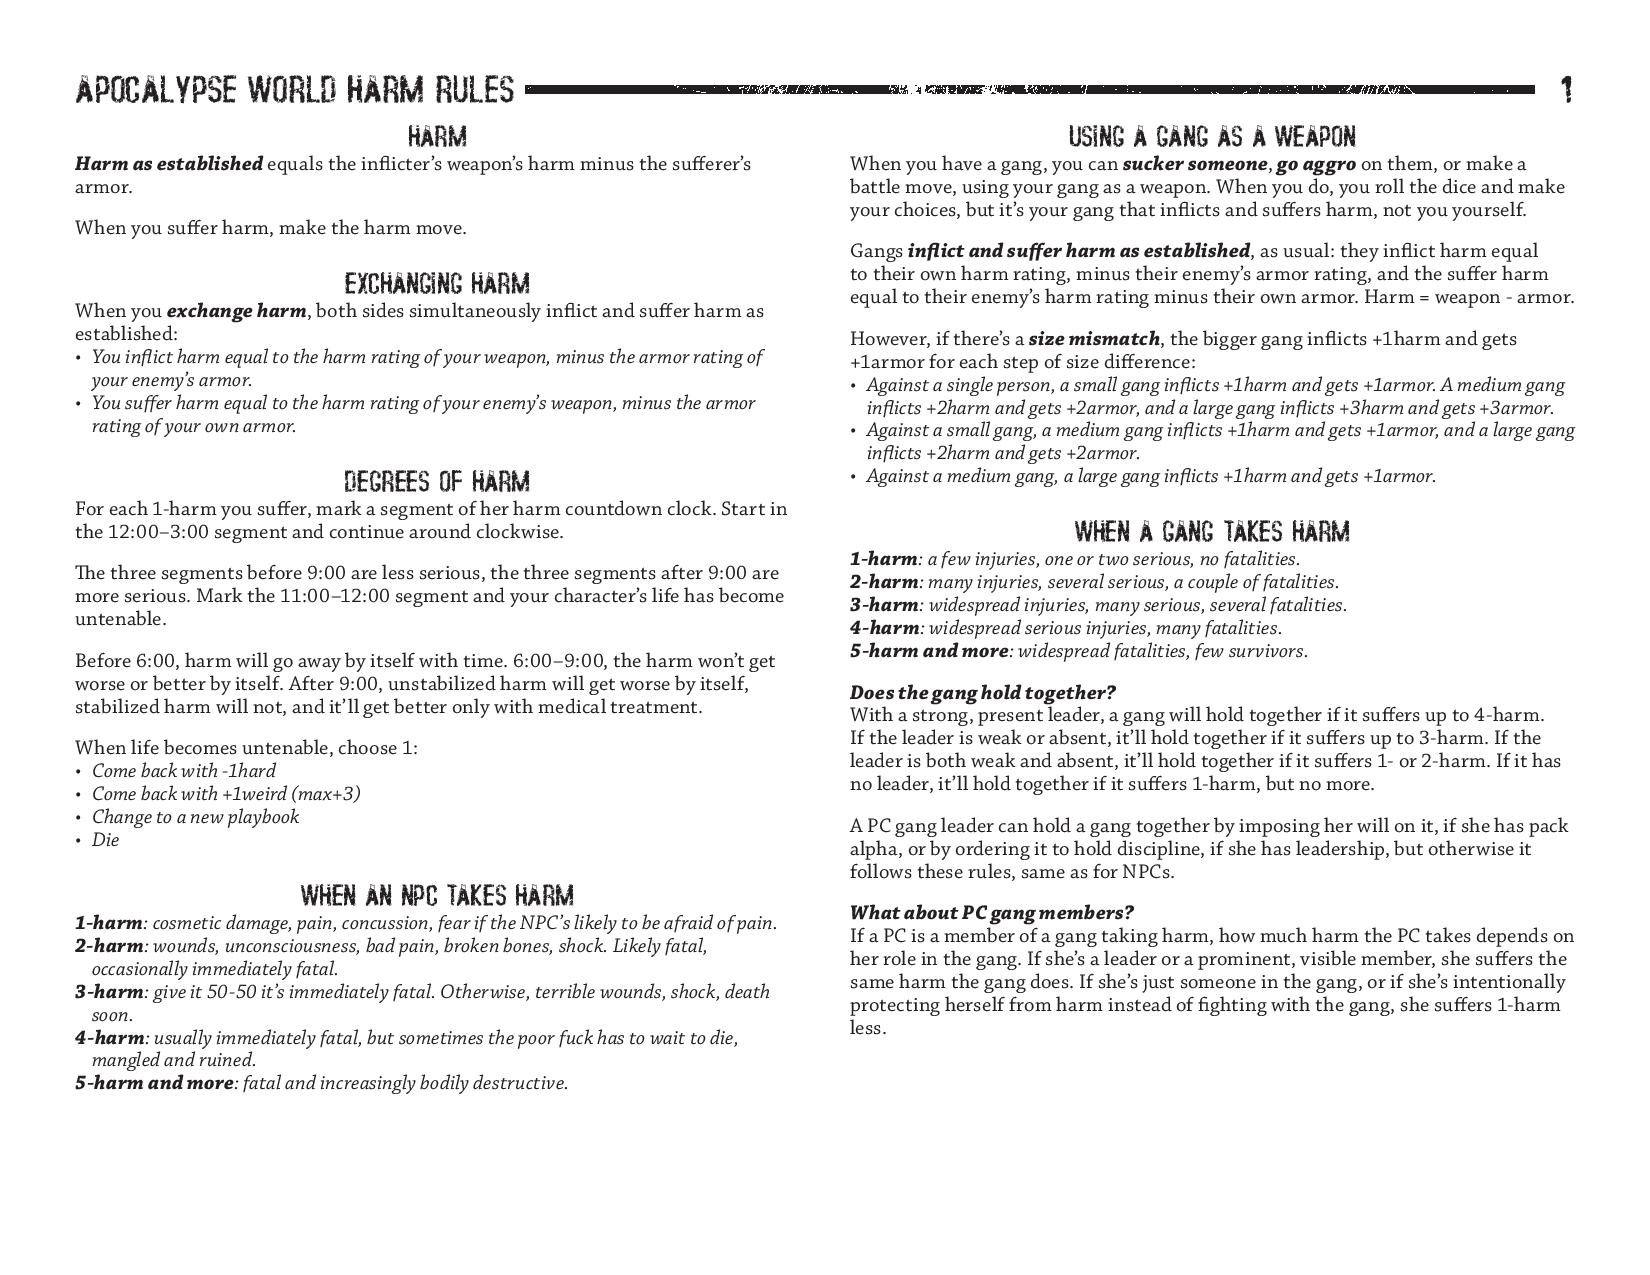 APOCALYPSE WORLD HARM RULES 1
HARM
Harm as established equals the inflicter's weapon's harm minus the sufferer's
armor.
When you suffer harm, make the harm move.
EXCHANGING HARM
When you exchange harm, both sides simultaneously inflict and suffer harm as
established:
• You inflict harm equal to the harm rating of your weapon, minus the armor rating of
your enemy's armor.
• You suffer harm equal to the harm rating of your enemy's weapon, minus the armor
rating of your own armor.
DEGREES OF HARM
For each 1-harm you suffer, mark a segment of her harm countdown clock. Start in
the 12:00–3:00 segment and continue around clockwise.
The three segments before 9:00 are less serious, the three segments after 9:00 are
more serious. Mark the 11:00–12:00 segment and your character's life has become
untenable.
Before 6:00, harm will go away by itself with time. 6:00–9:00, the harm won't get
worse or better by itself. After 9:00, unstabilized harm will get worse by itself,
stabilized harm will not, and it'll get better only with medical treatment.
When life becomes untenable, choose 1:
• Come back with -1hard
• Come back with +1weird (max+3)
• Change to a new playbook
• Die
WHEN AN NPC TAKES HARM
1-harm: cosmetic damage, pain, concussion, fear if the NPC's likely to be afraid of pain.
2-harm: wounds, unconsciousness, bad pain, broken bones, shock. Likely fatal,
occasionally immediately fatal.
3-harm: give it 50-50 it's immediately fatal. Otherwise, terrible wounds, shock, death
soon.
4-harm: usually immediately fatal, but sometimes the poor fuck has to wait to die,
mangled and ruined.
5-harm and more: fatal and increasingly bodily destructive.
USING A GANG AS A WEAPON
When you have a gang, you can sucker someone, go aggro on them, or make a
battle move, using your gang as a weapon. When you do, you roll the dice and make
your choices, but it's your gang that inflicts and suffers harm, not you yourself.
Gangs inflict and suffer harm as established, as usual: they inflict harm equal
to their own harm rating, minus their enemy's armor rating, and the suffer harm
equal to their enemy's harm rating minus their own armor. Harm = weapon - armor.
However, if there's a size mismatch, the bigger gang inflicts +1harm and gets
+1armor for each step of size difference:
• Against a single person, a small gang inflicts +1harm and gets +1armor. A medium gang
inflicts +2harm and gets +2armor, and a large gang inflicts +3harm and gets +3armor.
• Against a small gang, a medium gang inflicts +1harm and gets +1armor, and a large gang
inflicts +2harm and gets +2armor.
• Against a medium gang, a large gang inflicts +1harm and gets +1armor.
WHEN A GANG TAKES HARM
1-harm: a few injuries, one or two serious, no fatalities.
2-harm: many injuries, several serious, a couple of fatalities.
3-harm: widespread injuries, many serious, several fatalities.
4-harm: widespread serious injuries, many fatalities.
5-harm and more: widespread fatalities, few survivors.
Does the gang hold together?
With a strong, present leader, a gang will hold together if it suffers up to 4-harm.
If the leader is weak or absent, it'll hold together if it suffers up to 3-harm. If the
leader is both weak and absent, it'll hold together if it suffers 1- or 2-harm. If it has
no leader, it'll hold together if it suffers 1-harm, but no more.
A PC gang leader can hold a gang together by imposing her will on it, if she has pack
alpha, or by ordering it to hold discipline, if she has leadership, but otherwise it
follows these rules, same as for NPCs.
What about PC gang members?
If a PC is a member of a gang taking harm, how much harm the PC takes depends on
her role in the gang. If she's a leader or a prominent, visible member, she suffers the
same harm the gang does. If she's just someone in the gang, or if she's intentionally
protecting herself from harm instead of fighting with the gang, she suffers 1-harm
less.